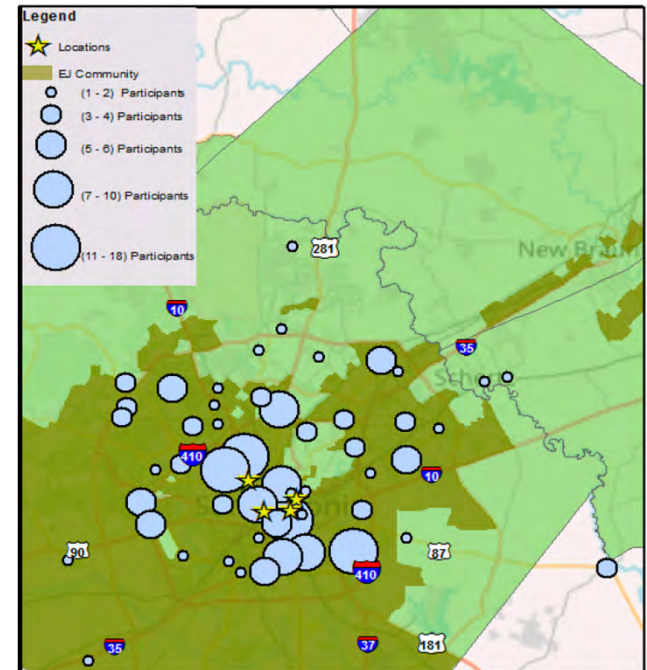 Legend
Locations
EJ Community
(1 - 2) Participants
(3 - 4) Participants
(5 - 6) Participants
(7 - 10) Participants
(11 - 18) Participants
281
New Braun
10
35
Schertz
410
10
90
87
410
35
37
181